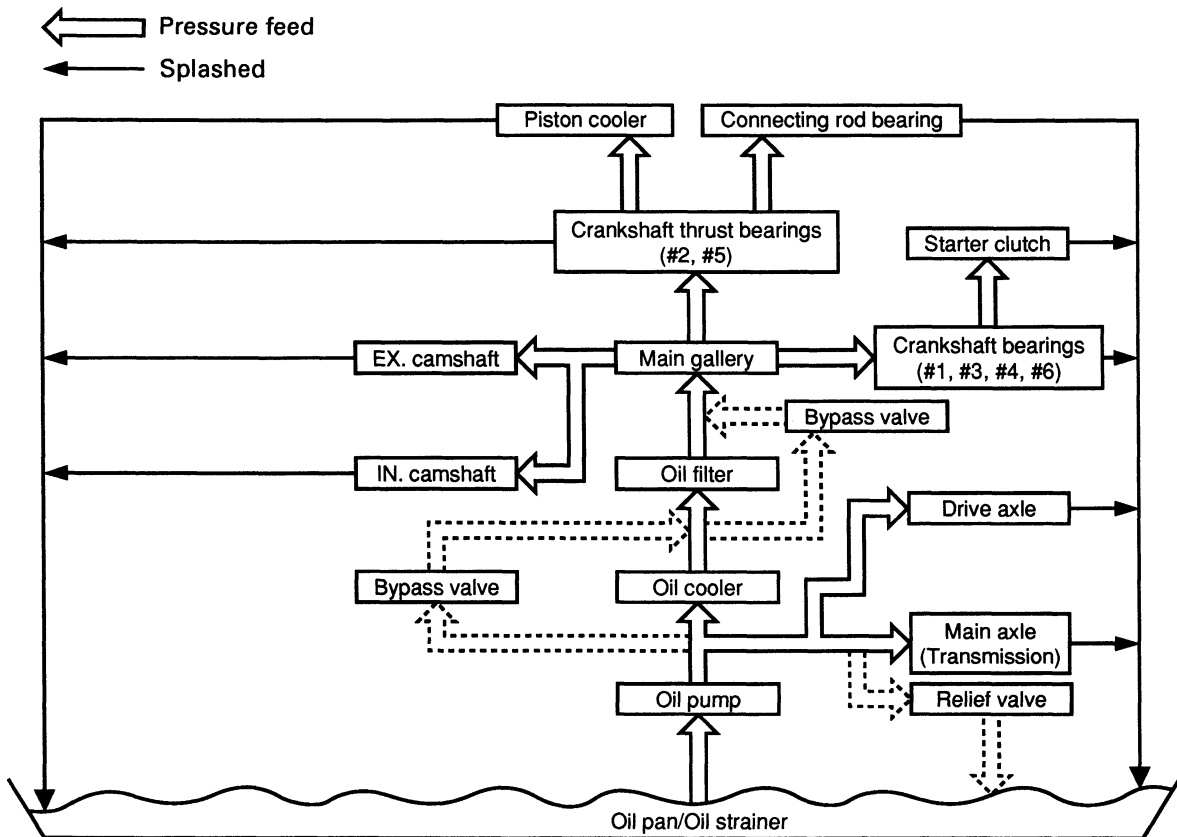 Pressure feed
Splashed
Piston cooler
Connecting rod bearing
Crankshaft thrust bearings
(#2, #5)
Starter clutch
EX. camshaft
Main gallery
Crankshaft bearings
(#1, #3, #4, #6)
Bypass valve
IN. camshaft
Oil filter
Drive axle
Bypass valve
Oil cooler
Main axle
(Transmission)
Oil pump
Relief valve
Oil pan/Oil strainer